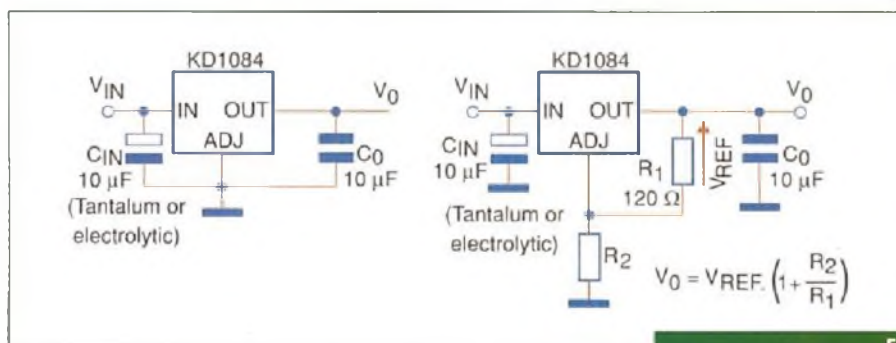 KD1084
V_IN
IN OUT
V_0
ADJ
C_IN
10 µF
(Tantalum or
electrolytic)
C_0
10 µF
KD1084
V_IN
IN OUT
V_0
ADJ
C_IN
10 µF
(Tantalum or
electrolytic)
R_1
120 Ω
V_REF
C_0
10 µF
R_2
V_0 = V_REF. (1 + R_2/R_1)